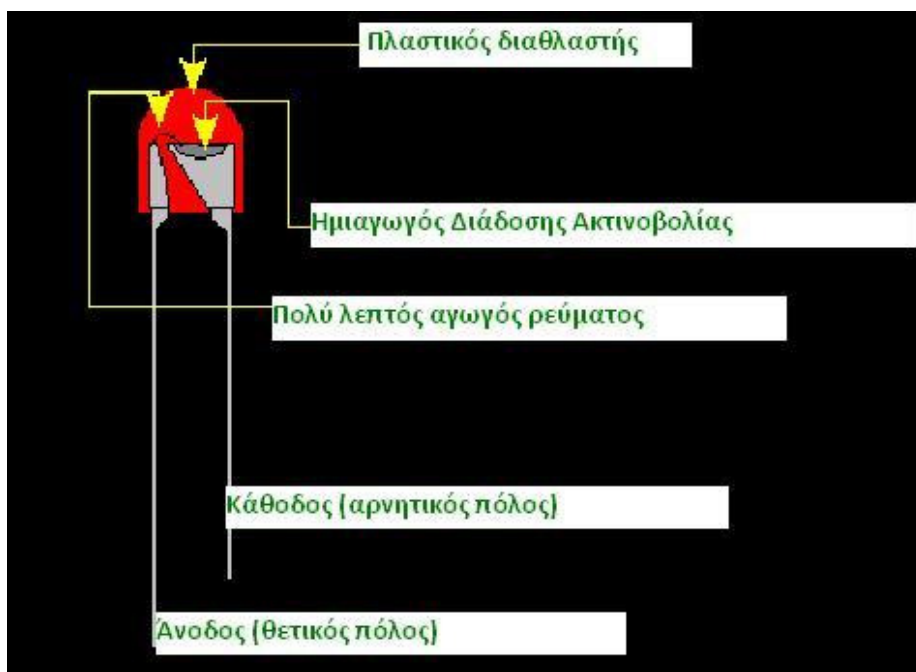 Πλαστικός διαθλαστής
Ημιαγωγός Διάδοσης Ακτινοβολίας
Πολύ λεπτός αγωγός ρεύματος
Κάθοδος (αρνητικός πόλος)
Άνοδος (θετικός πόλος)